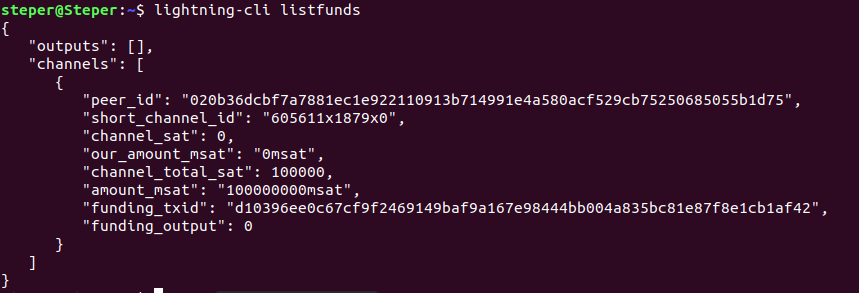 steper@Steper:~$ lightning-cli listfunds
{
   "outputs": [],
   "channels": [
      {
         "peer_id": "020b36dcbf7a7881ec1e922110913b714991e4a580acf529cb75250685055b1d75",
         "short_channel_id": "605611x1879x0",
         "channel_sat": 0,
         "our_amount_msat": "0msat",
         "channel_total_sat": 100000,
         "amount_msat": "100000000msat",
         "funding_txid": "d10396ee0c67cf9f2469149baf9a167e98444bb004a835bc81e87f8e1cb1af42",
         "funding_output": 0
      }
   ]
}